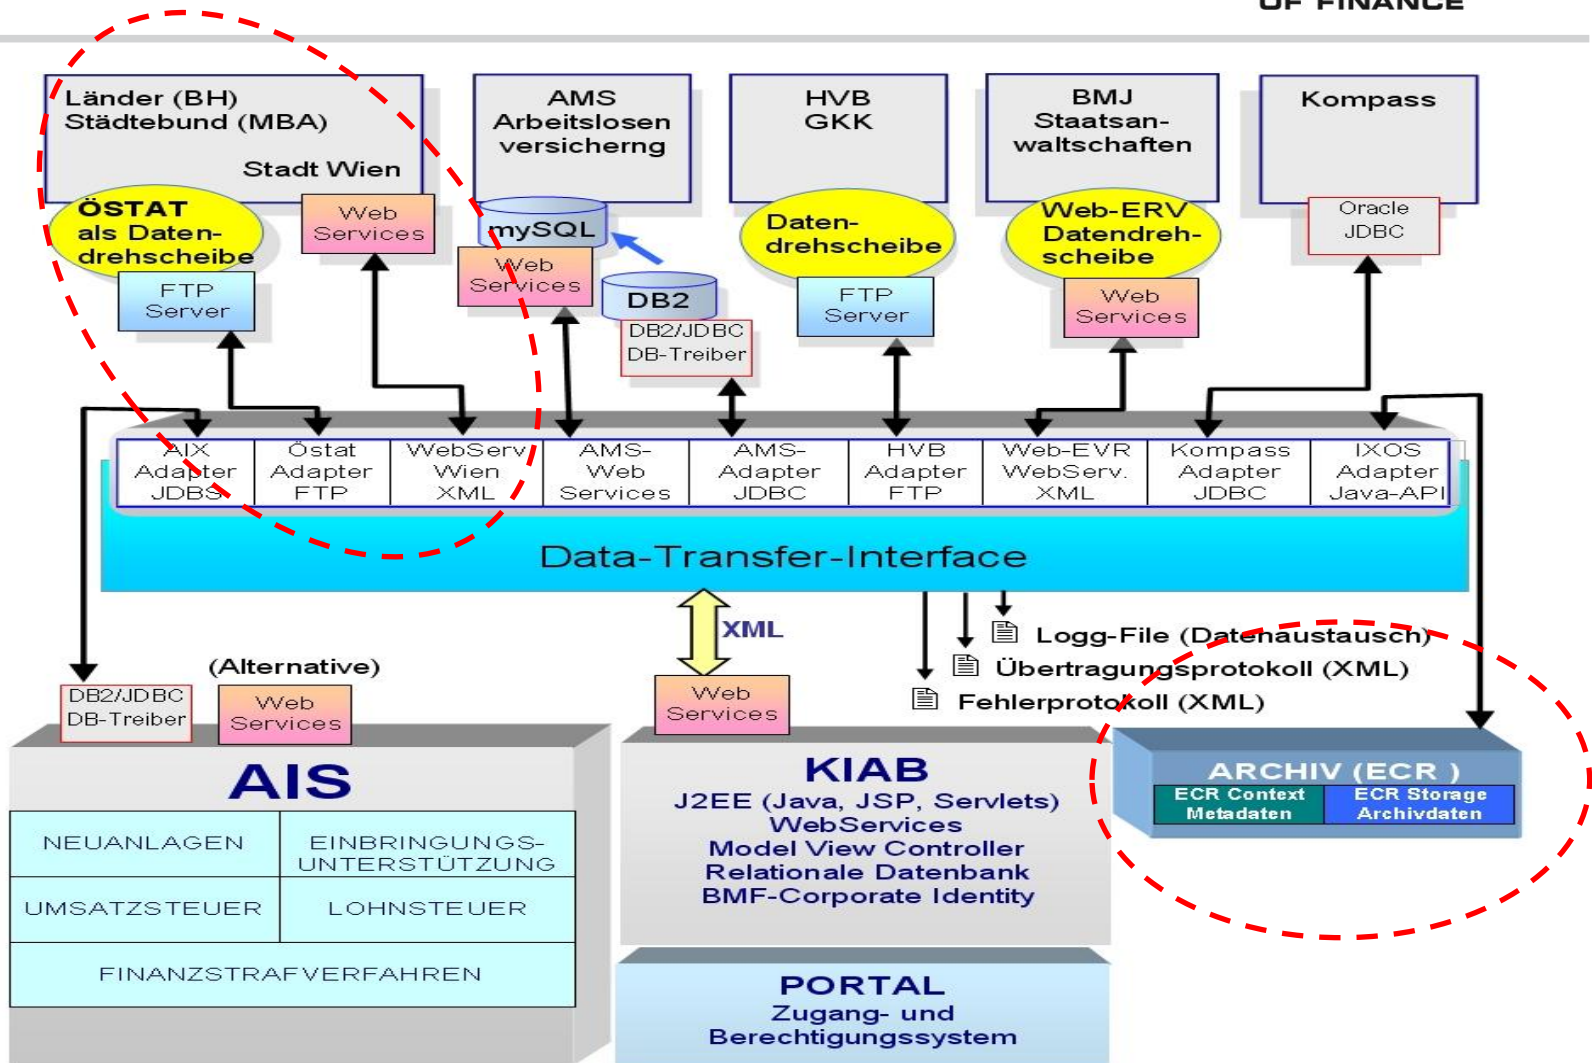 OF FINANCE
Länder (BH)
Städtebund (MBA)
Stadt Wien
AMS
Arbeitslosen
versicherng
HVB
GKK
BMJ
Staatsan-
waltschaften
Kompass
ÖSTAT
als Daten-
drehscheibe
Web
Services
mySQL
Web
Services
Daten-
drehscheibe
Web-ERV
Datendreh-
scheibe
Oracle
JDBC
FTP
Server
DB2
DB2/JDBC
DB-Treiber
FTP
Server
Web
Services
AIX
Adapter
JDBS
Östat
Adapter
FTP
WebServ
Wien
XML
AMS-
Web
Services
AMS-
Adapter
JDBC
HVB
Adapter
FTP
Web-EVR
WebServ.
XML
Kompass
Adapter
JDBC
IXOS
Adapter
Java-API
Data-Transfer-Interface
XML
Logg-File (Datenaustausch)
Übertragungsprotokoll (XML)
Fehlerprotokoll (XML)
(Alternative)
DB2/JDBC
DB-Treiber
Web
Services
Web
Services
AIS
NEUANLAGEN
EINBRINGUNGS-
UNTERSTÜTZUNG
UMSATZSTEUER
LOHNSTEUER
FINANZSTRAFVERFAHREN
KIAB
J2EE (Java, JSP, Servlets)
WebServices
Model View Controller
Relationale Datenbank
BMF-Corporate Identity
ARCHIV (ECR )
ECR Context
Metadaten
ECR Storage
Archivdaten
PORTAL
Zugang- und
Berechtigungssystem